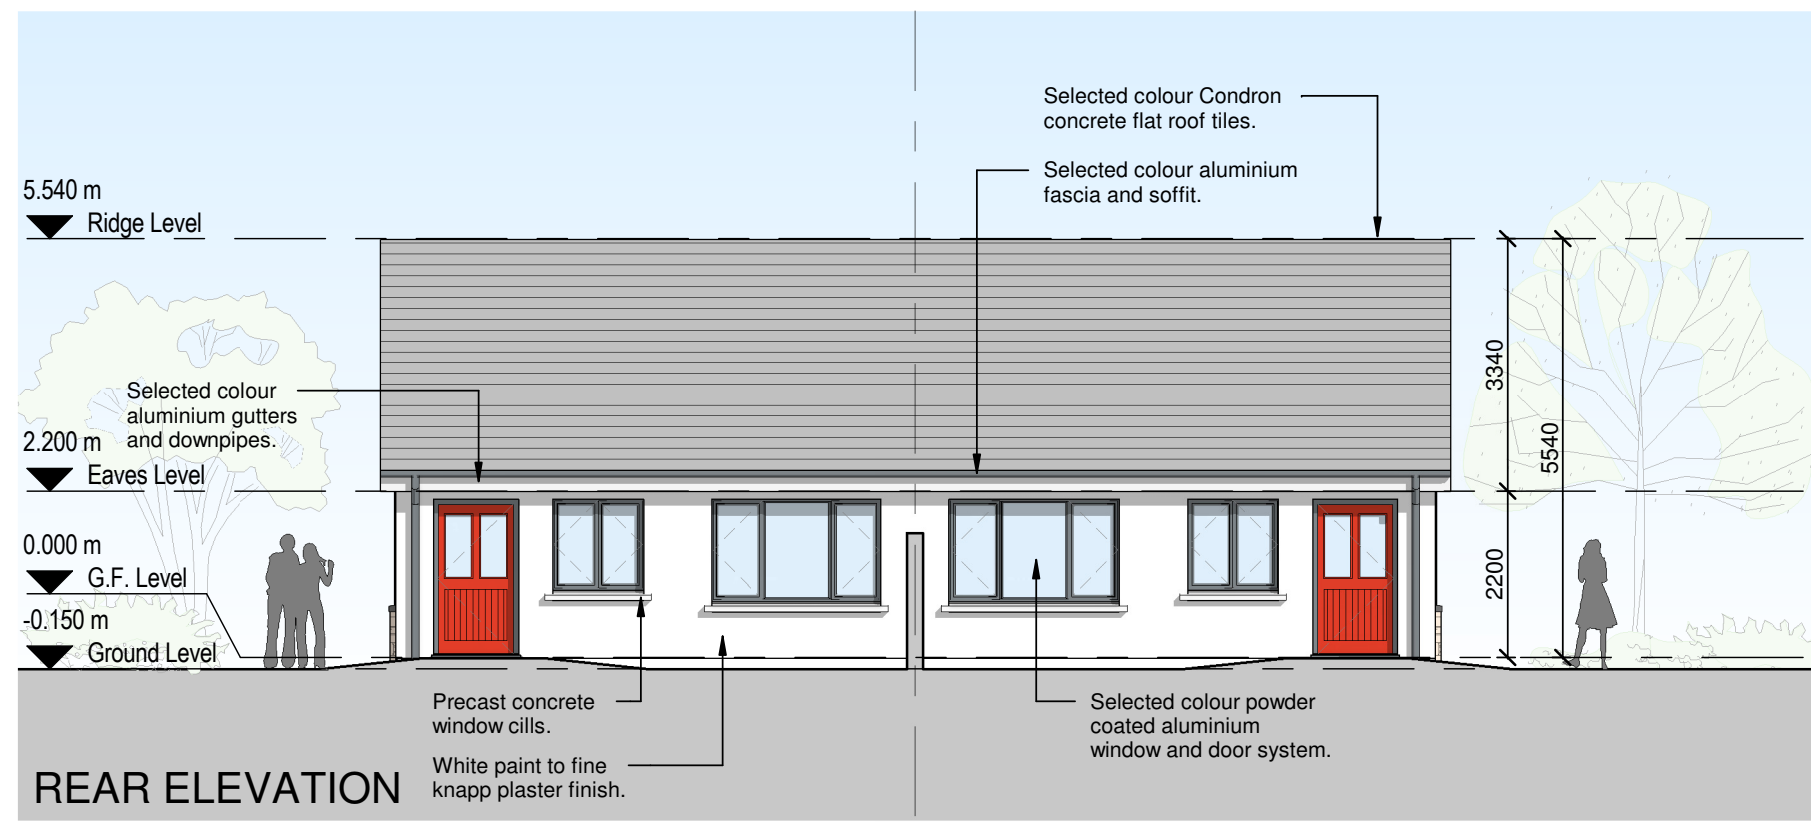 Selected colour Condron
concrete flat roof tiles.
Selected colour aluminium
fascia and soffit.
5.540 m
Ridge Level
Selected colour
aluminium gutters
and downpipes.
2.200 m
Eaves Level
0.000 m
G.F. Level
-0.150 m
Ground Level
3340
5540
2200
Precast concrete
window cills.
White paint to fine
knapp plaster finish.
Selected colour powder
coated aluminium
window and door system.
REAR ELEVATION